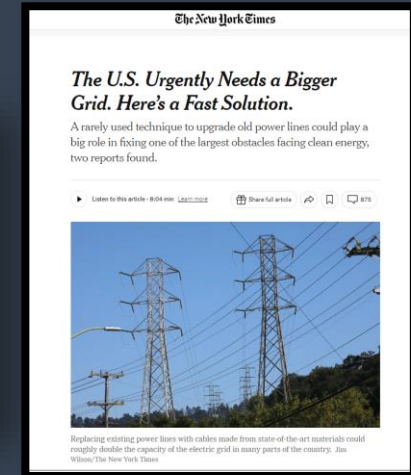 The New York Times
The U.S. Urgently Needs a Bigger
Grid. Here's a Fast Solution.
A rarely used technique to upgrade old power lines could play a
big role in fixing one of the largest obstacles facing clean energy,
two reports found.
Listen to this article · 8:04 min Learn more
Share full article
875
Replacing existing power lines with cables made from state-of-the-art materials could
roughly double the capacity of the electric grid in many parts of the country. Jim
Wilson/The New York Times